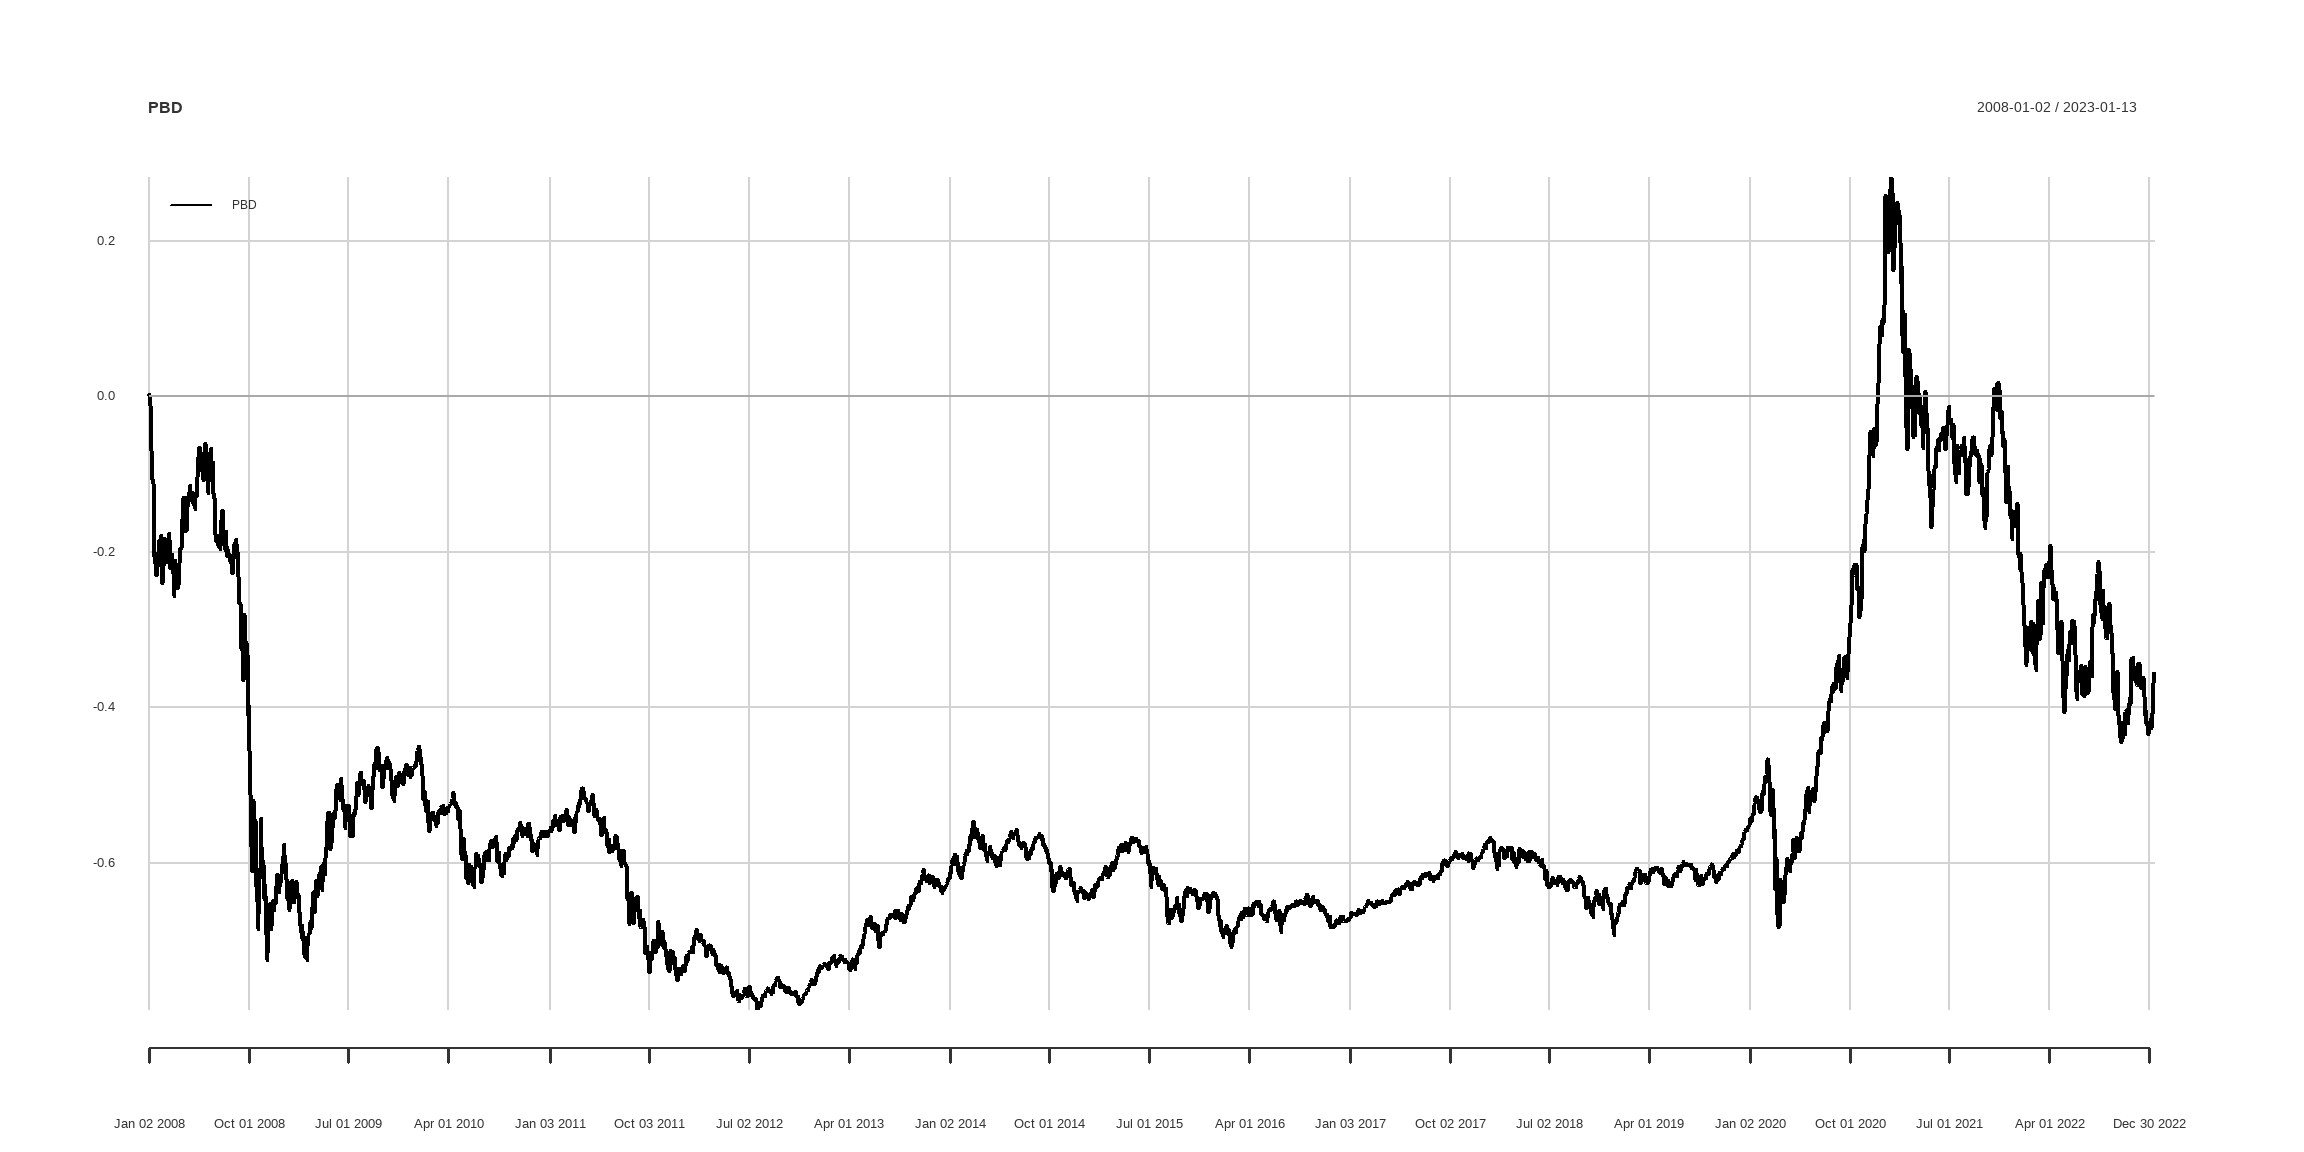 PBD
2008-01-02 / 2023-01-13
PBD
0.2
0.0
-0.2
-0.4
-0.6
Jan 02 2008
Oct 01 2008
Jul 01 2009
Apr 01 2010
Jan 03 2011
Oct 03 2011
Jul 02 2012
Apr 01 2013
Jan 02 2014
Oct 01 2014
Jul 01 2015
Apr 01 2016
Jan 03 2017
Oct 02 2017
Jul 02 2018
Apr 01 2019
Jan 02 2020
Oct 01 2020
Jul 01 2021
Apr 01 2022
Dec 30 2022